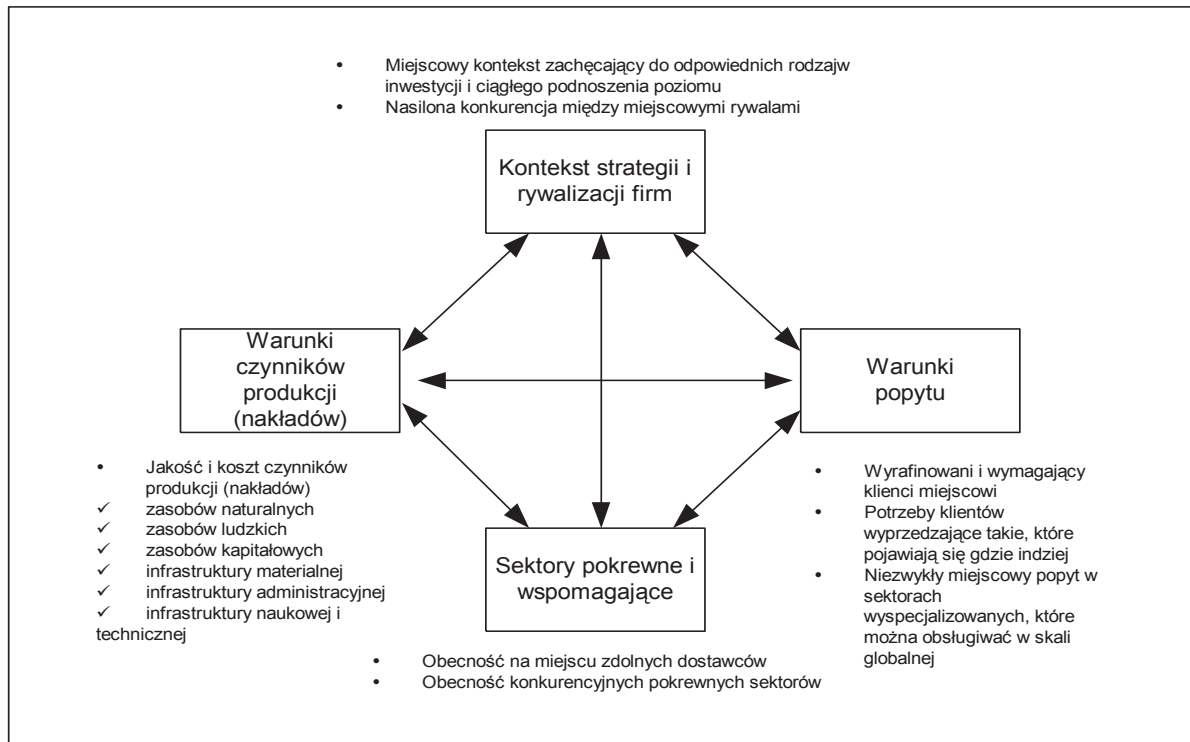 • Miejscowy kontekst zachęcający do odpowiednich rodzajw
inwestycji i ciągłego podnoszenia poziomu
• Nasilona konkurencja między miejscowymi rywalami
Kontekst strategii i
rywalizacji firm
Warunki
czynników
produkcji
(nakładów)
Warunki
popytu
• Jakość i koszt czynników
produkcji (nakładów)
✓ zasobów naturalnych
✓ zasobów ludzkich
✓ zasobów kapitałowych
✓ infrastruktury materialnej
✓ infrastruktury administracyjnej
✓ infrastruktury naukowej i
technicznej
• Wyrafinowani i wymagający
klienci miejscowi
• Potrzeby klientów
wyprzedzające takie, które
pojawiają się gdzie indziej
• Niezwykły miejscowy popyt w
sektorach
wyspecjalizowanych, które
można obsługiwać w skali
globalnej
Sektory pokrewne i
wspomagające
• Obecność na miejscu zdolnych dostawców
• Obecność konkurencyjnych pokrewnych sektorów